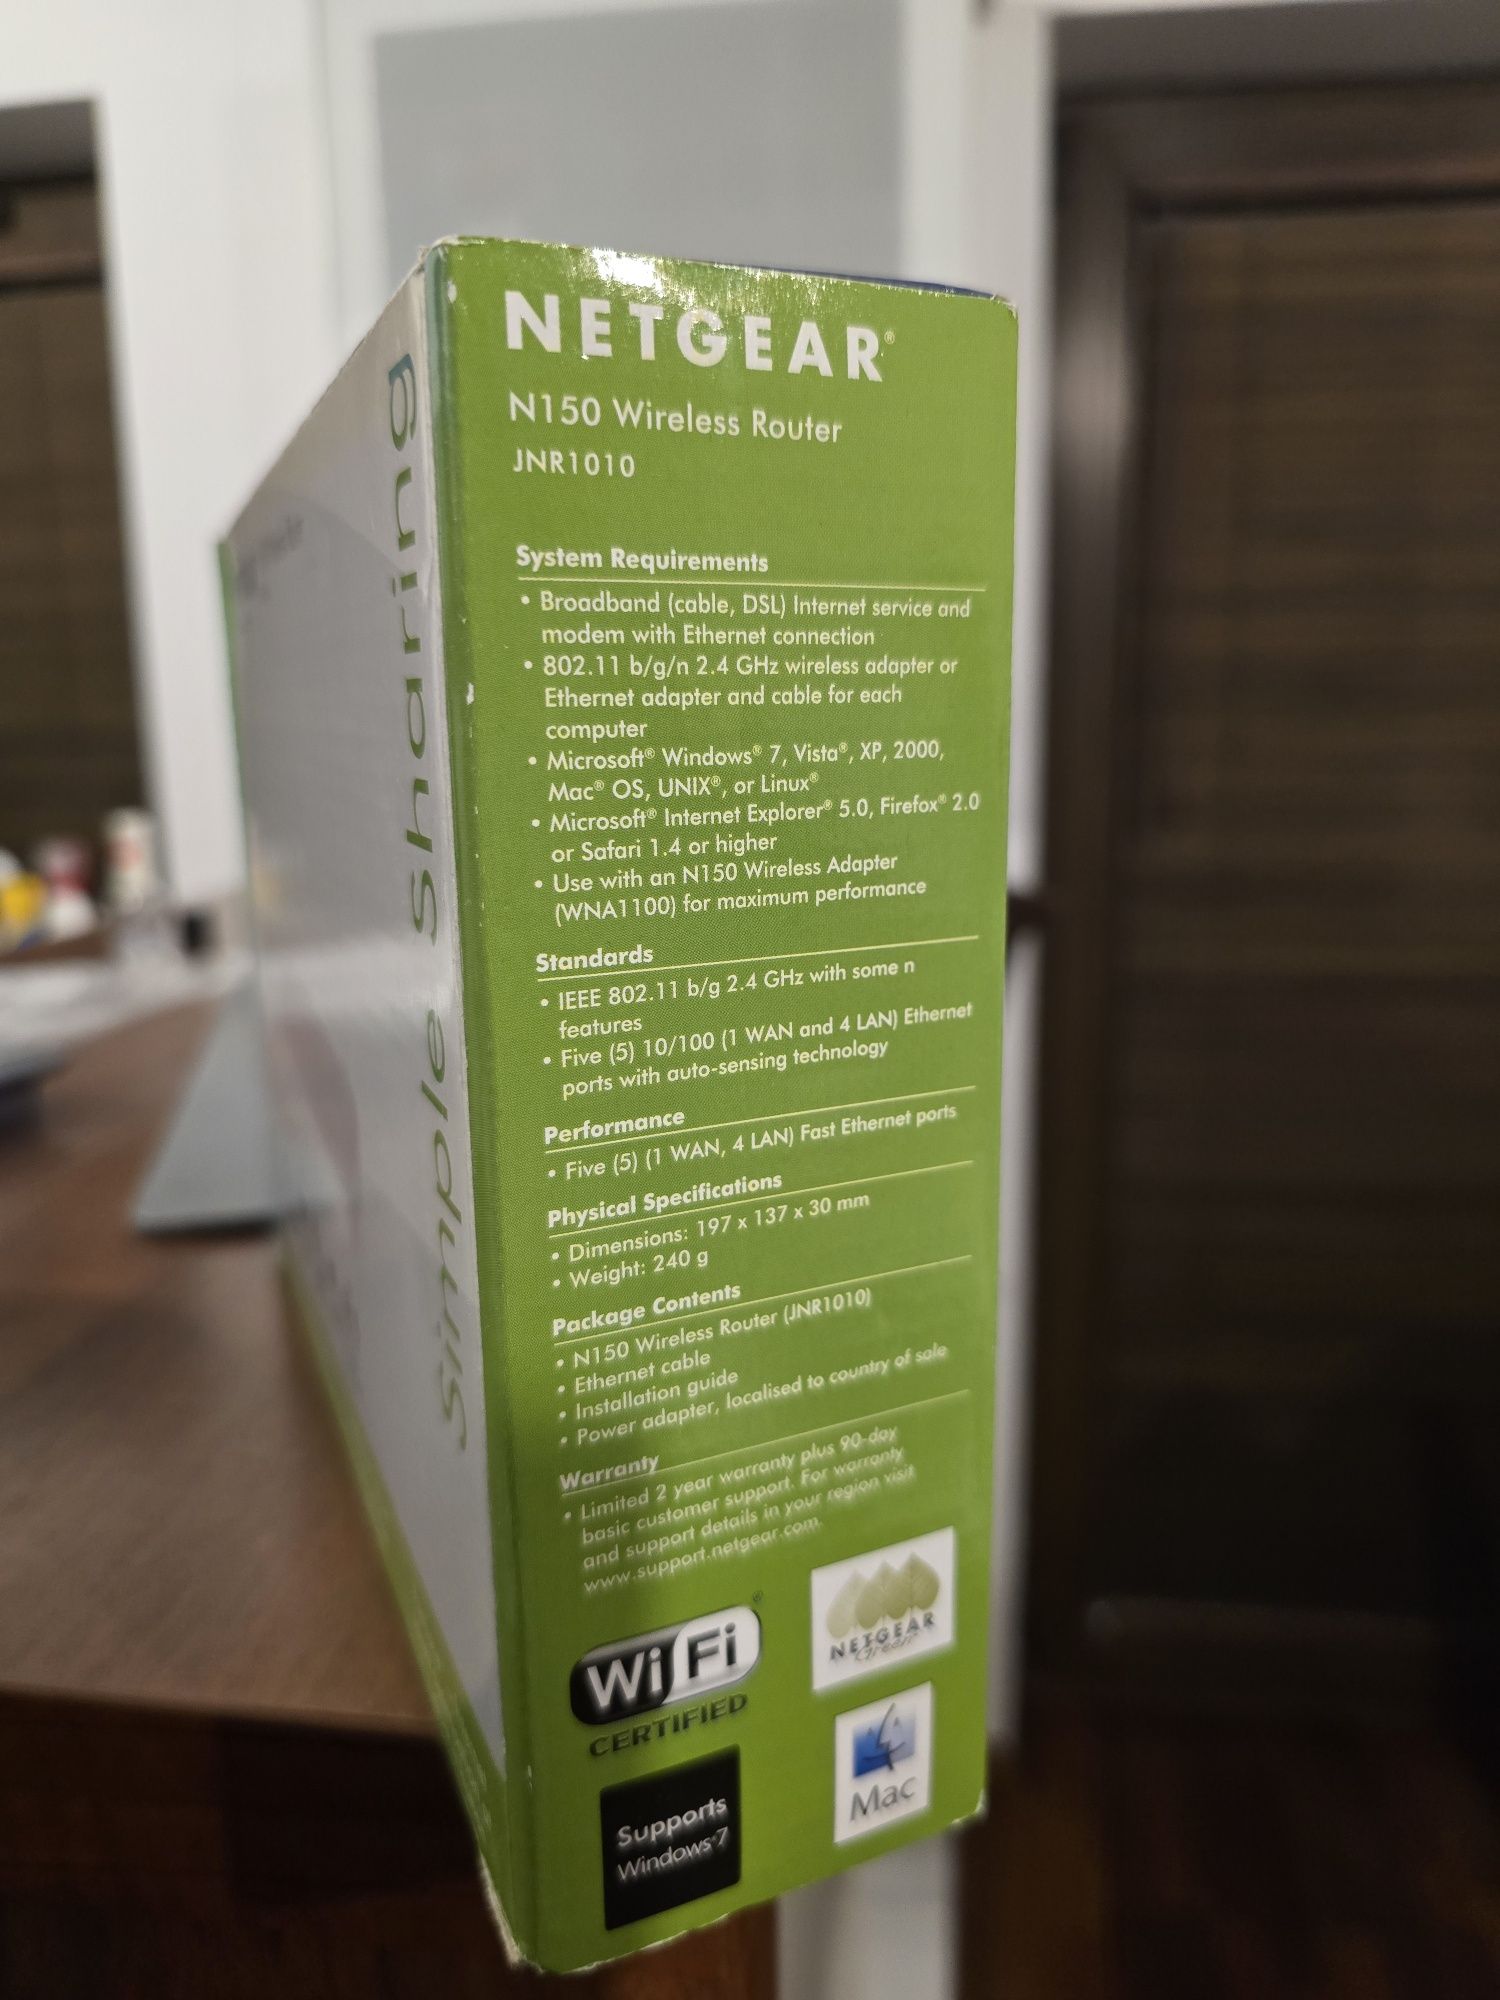 NETGEAR®
N150 Wireless Router
JNR1010
System Requirements
• Broadband (cable, DSL) Internet service and
modem with Ethernet connection
• 802.11 b/g/n 2.4 GHz wireless adapter or
Ethernet adapter and cable for each
computer
• Microsoft® Windows® 7, Vista®, XP, 2000,
Mac® OS, UNIX®, or Linux®
• Microsoft® Internet Explorer® 5.0, Firefox® 2.0
or Safari 1.4 or higher
• Use with an N150 Wireless Adapter
(WNA1100) for maximum performance
Standards
• IEEE 802.11 b/g 2.4 GHz with some n
features
• Five (5) 10/100 (1 WAN and 4 LAN) Ethernet
ports with auto-sensing technology
Performance
• Five (5) (1 WAN, 4 LAN) Fast Ethernet ports
Physical Specifications
• Dimensions: 197 x 137 x 30 mm
• Weight: 240 g
Package Contents
• N150 Wireless Router (JNR1010)
• Ethernet cable
• Installation guide
• Power adapter, localised to country of sale
Warranty
• Limited 2 year warranty plus 90-day
basic customer support. For warranty
and support details in your region visit
www.support.netgear.com.
Wi Fi®
CERTIFIED
NETGEAR
Green
Supports
Windows®7
Mac
Simple Sharing